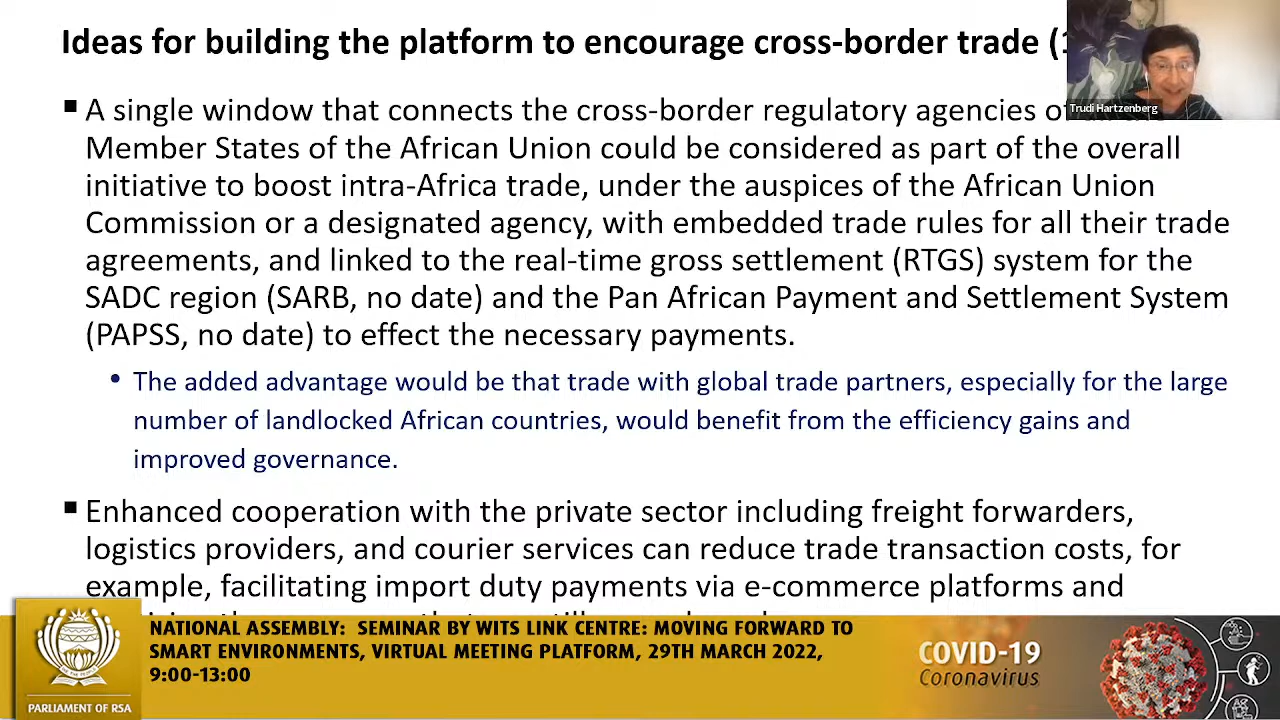 Ideas for building the platform to encourage cross-border trade (
Trudi Hartzenberg
▪ A single window that connects the cross-border regulatory agencies
Member States of the African Union could be considered as part of the overall
initiative to boost intra-Africa trade, under the auspices of the African Union
Commission or a designated agency, with embedded trade rules for all their trade
agreements, and linked to the real-time gross settlement (RTGS) system for the
SADC region (SARB, no date) and the Pan African Payment and Settlement System
(PAPSS, no date) to effect the necessary payments.
• The added advantage would be that trade with global trade partners, especially for the large
number of landlocked African countries, would benefit from the efficiency gains and
improved governance.
▪ Enhanced cooperation with the private sector including freight forwarders,
logistics providers, and courier services can reduce trade transaction costs, for
example, facilitating import duty payments via e-commerce platforms and
NATIONAL ASSEMBLY: SEMINAR BY WITS LINK CENTRE: MOVING FORWARD TO
SMART ENVIRONMENTS, VIRTUAL MEETING PLATFORM, 29TH MARCH 2022,
9:00-13:00
PARLIAMENT OF RSA
COVID-19
Coronavirus